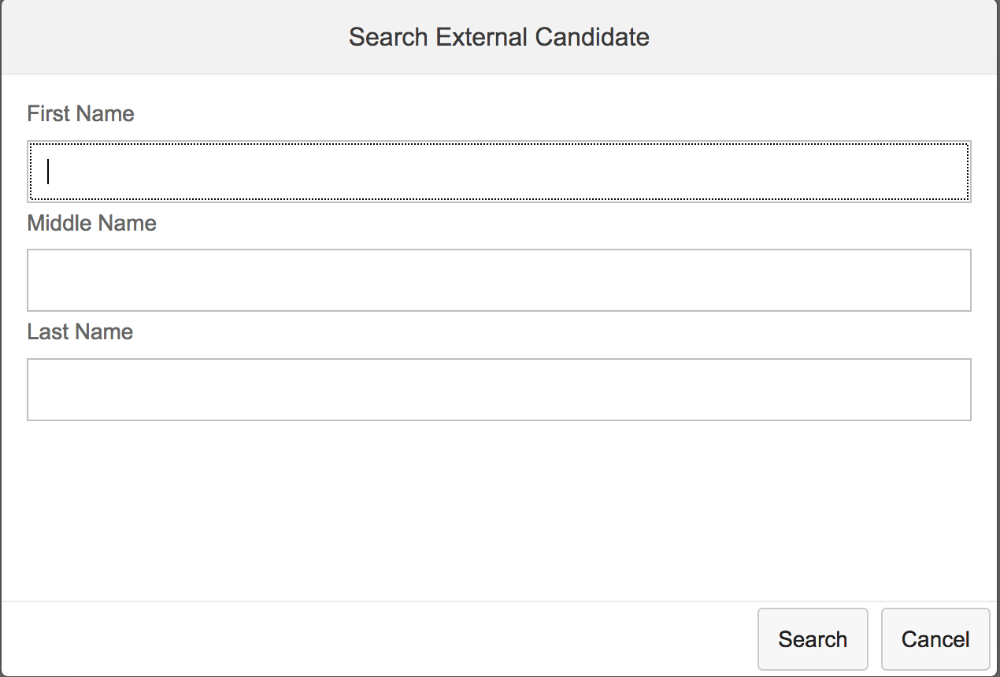 Search External Candidate
First Name
Middle Name
Last Name
Search Cancel